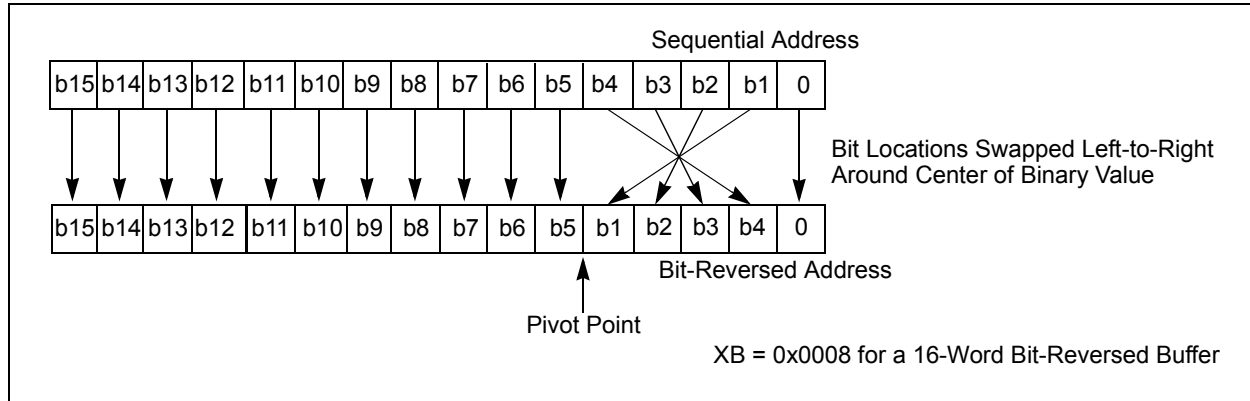 Sequential Address
b15 b14 b13 b12 b11 b10 b9 b8 b7 b6 b5 b4 b3 b2 b1 0
Bit Locations Swapped Left-to-Right
Around Center of Binary Value
b15 b14 b13 b12 b11 b10 b9 b8 b7 b6 b5 b1 b2 b3 b4 0
Bit-Reversed Address
Pivot Point
XB = 0x0008 for a 16-Word Bit-Reversed Buffer